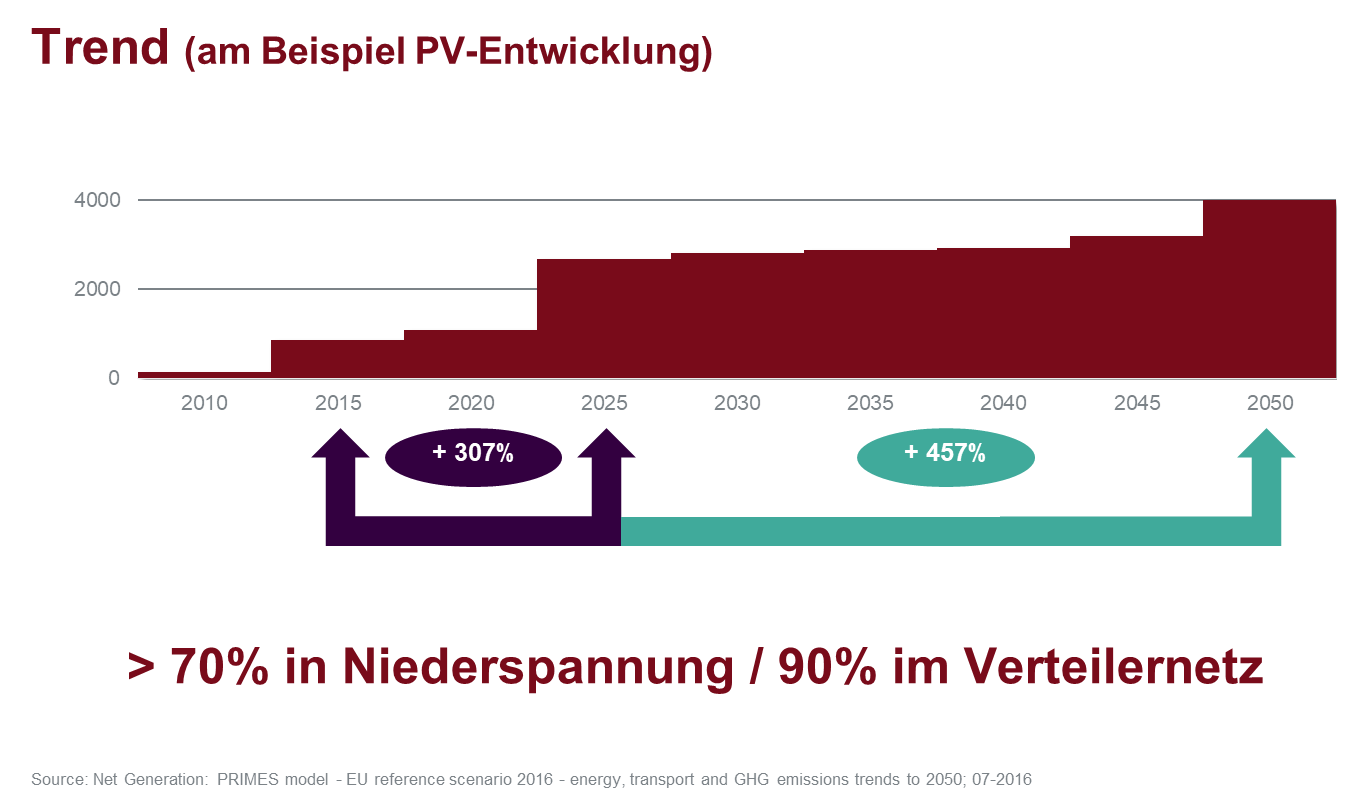 Trend (am Beispiel PV-Entwicklung)
4000
2000
0
2010 2015 2020 2025 2030 2035 2040 2045 2050
+ 307% + 457%
> 70% in Niederspannung / 90% im Verteilernetz
Source: Net Generation: PRIMES model - EU reference scenario 2016 - energy, transport and GHG emissions trends to 2050; 07-2016